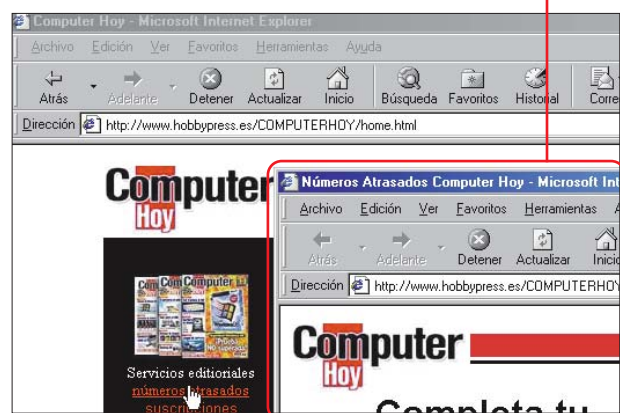 Computer Hoy - Microsoft Internet Explorer
Archivo Edición Ver Favoritos Herramientas Ayuda
Atrás Adelante Detener Actualizar Inicio Búsqueda Favoritos Historial
Dirección http://www.hobbypress.es/COMPUTERHOY/home.html
Computer
Hoy
Servicios editoriales
números atrasados
suscripciones
Números Atrasados Computer Hoy - Microsoft
Archivo Edición Ver Favoritos Herramientas
Atrás Adelante Detener Actualizar
Dirección http://www.hobbypress.es/COMPUTERHO
Computer
Hoy
Completa tu